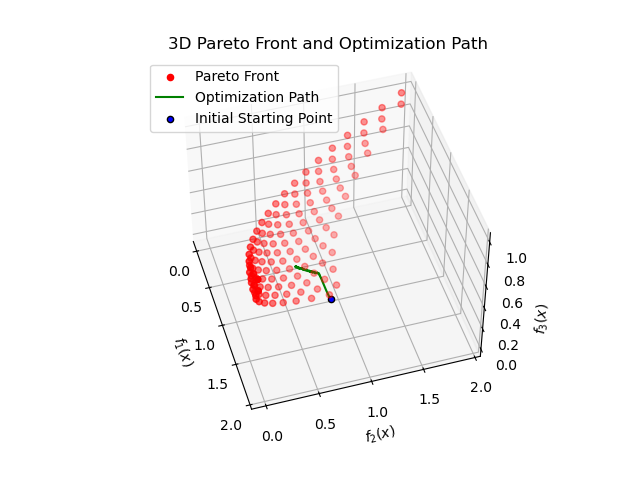 3D Pareto Front and Optimization Path
Pareto Front
Optimization Path
Initial Starting Point
0.0
0.5
1.0
1.5
2.0
f₁(x)
0.0
0.5
1.0
1.5
2.0
f₂(x)
0.0
0.2
0.4
0.6
0.8
1.0
f₃(x)